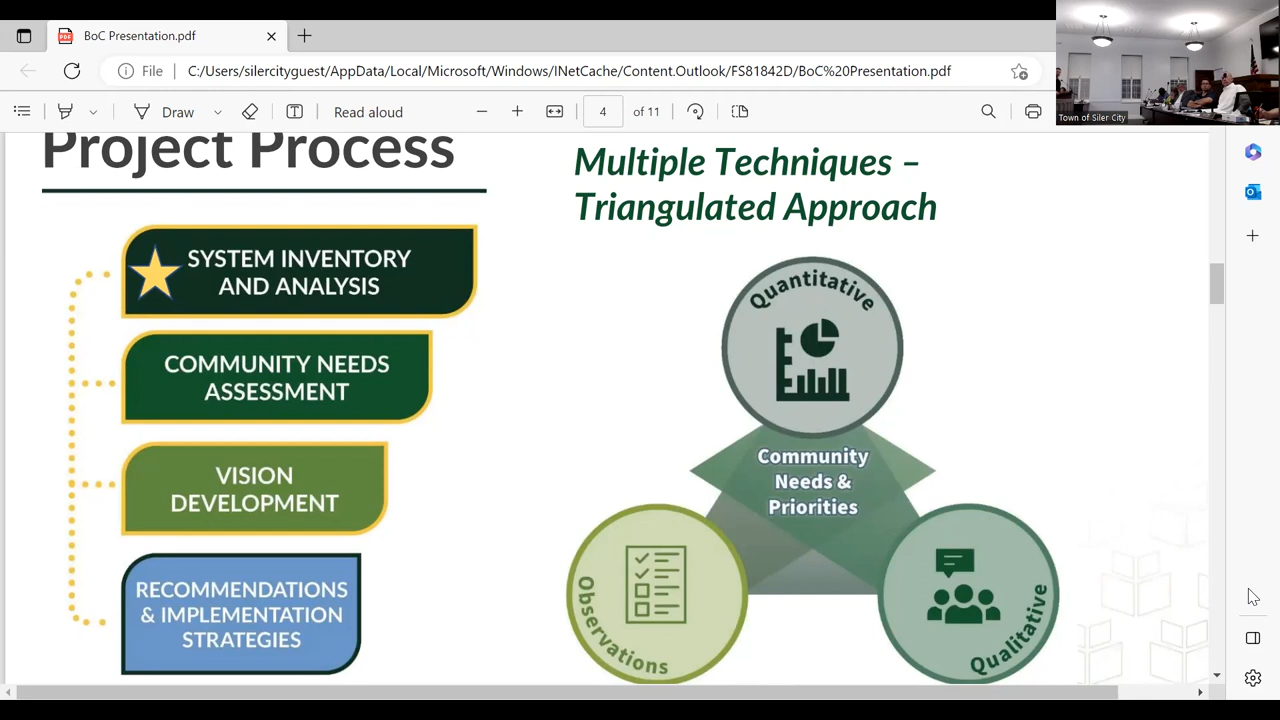 BoC Presentation.pdf
File
C:/Users/silercityguest/AppData/Local/Microsoft/Windows/INetCache/Content.Outlook/FS81842D/BoC%20Presentation.pdf
Draw
Read aloud
4
of 11
Town of Siler City
Project Process
SYSTEM INVENTORY
AND ANALYSIS
COMMUNITY NEEDS
ASSESSMENT
VISION
DEVELOPMENT
RECOMMENDATIONS
& IMPLEMENTATION
STRATEGIES
Multiple Techniques –
Triangulated Approach
Quantitative
Community
Needs &
Priorities
Observations
Qualitative